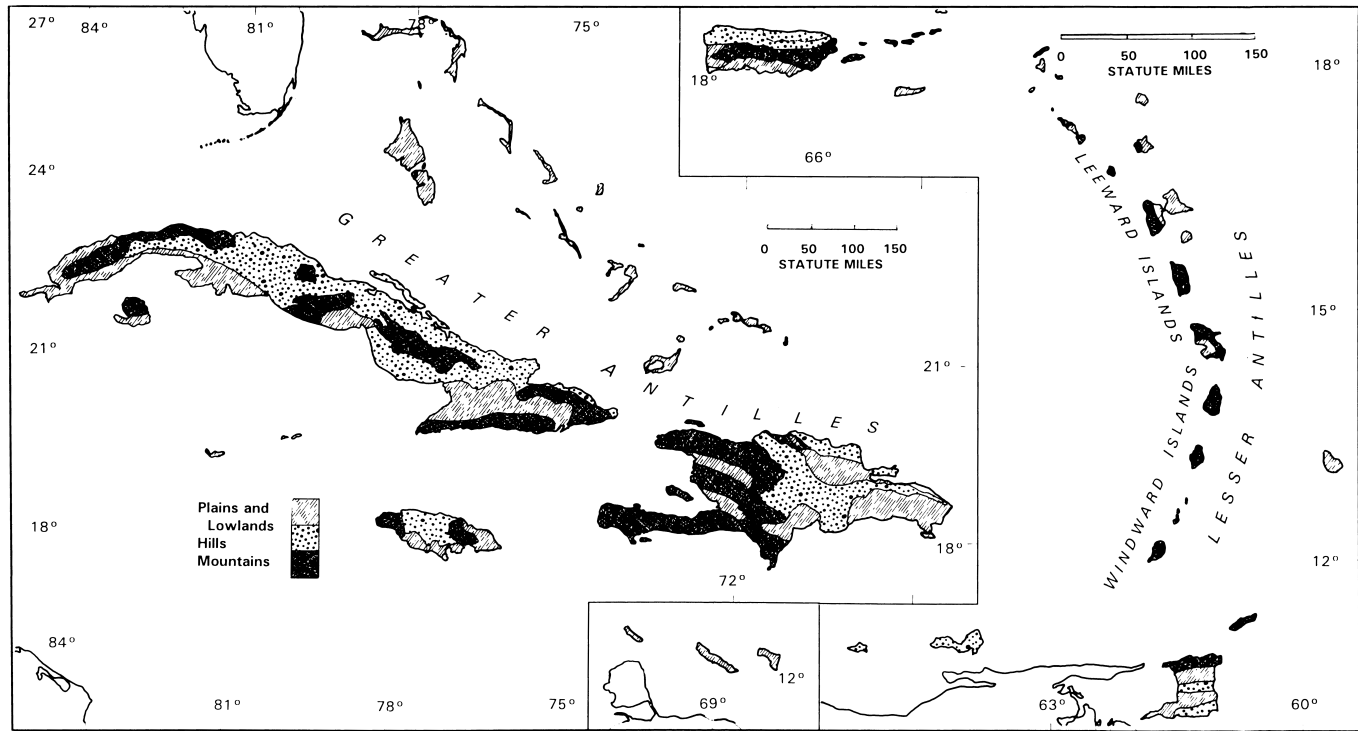 27° 84° 81° 78° 75°
18°
66°
0 50 100 150
STATUTE MILES
18°
24°
GREATER ANTILLES
0 50 100 150
STATUTE MILES
LEEWARD ISLANDS
LESSER ANTILLES
WINDWARD ISLANDS
15°
21°
21°
Plains and
Lowlands
Hills
Mountains
18°
18°
72°
12°
84°
81° 78° 75°
69°
12°
63° 60°